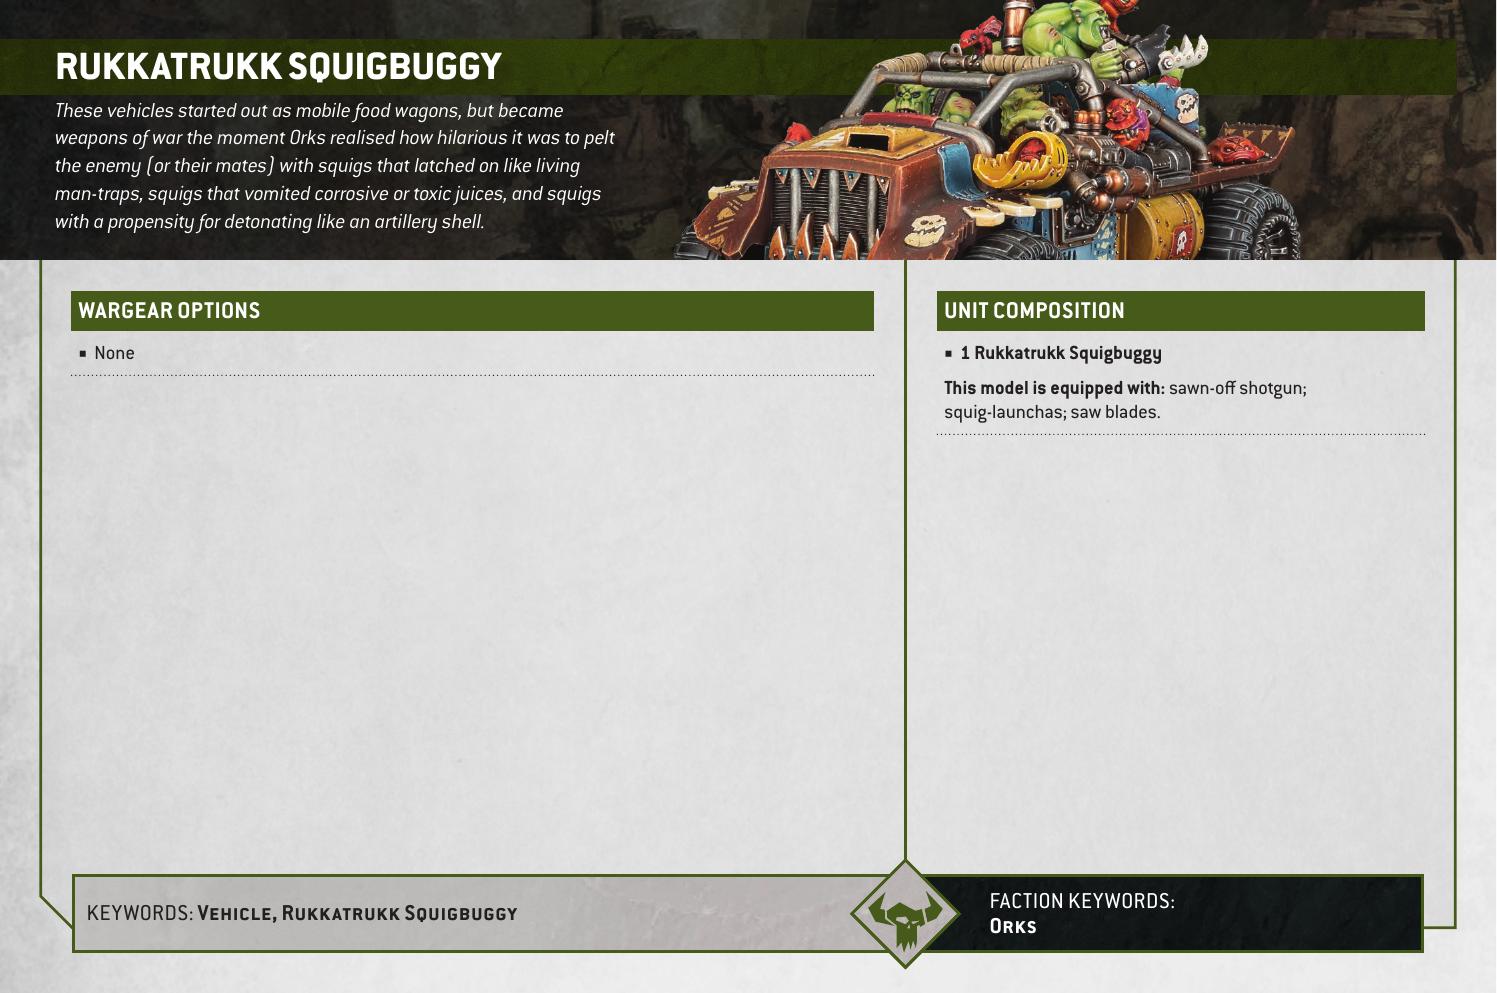 RUKKATRUKK SQUIGBUGGY
These vehicles started out as mobile food wagons, but became
weapons of war the moment Orks realised how hilarious it was to pelt
the enemy (or their mates) with squigs that latched on like living
man-traps, squigs that vomited corrosive or toxic juices, and squigs
with a propensity for detonating like an artillery shell.
WARGEAR OPTIONS
■ None
UNIT COMPOSITION
■ 1 Rukkatrukk Squigbuggy
This model is equipped with: sawn-off shotgun;
squig-launchas; saw blades.
KEYWORDS: Vehicle, Rukkatrukk Squigbuggy
FACTION KEYWORDS:
Orks